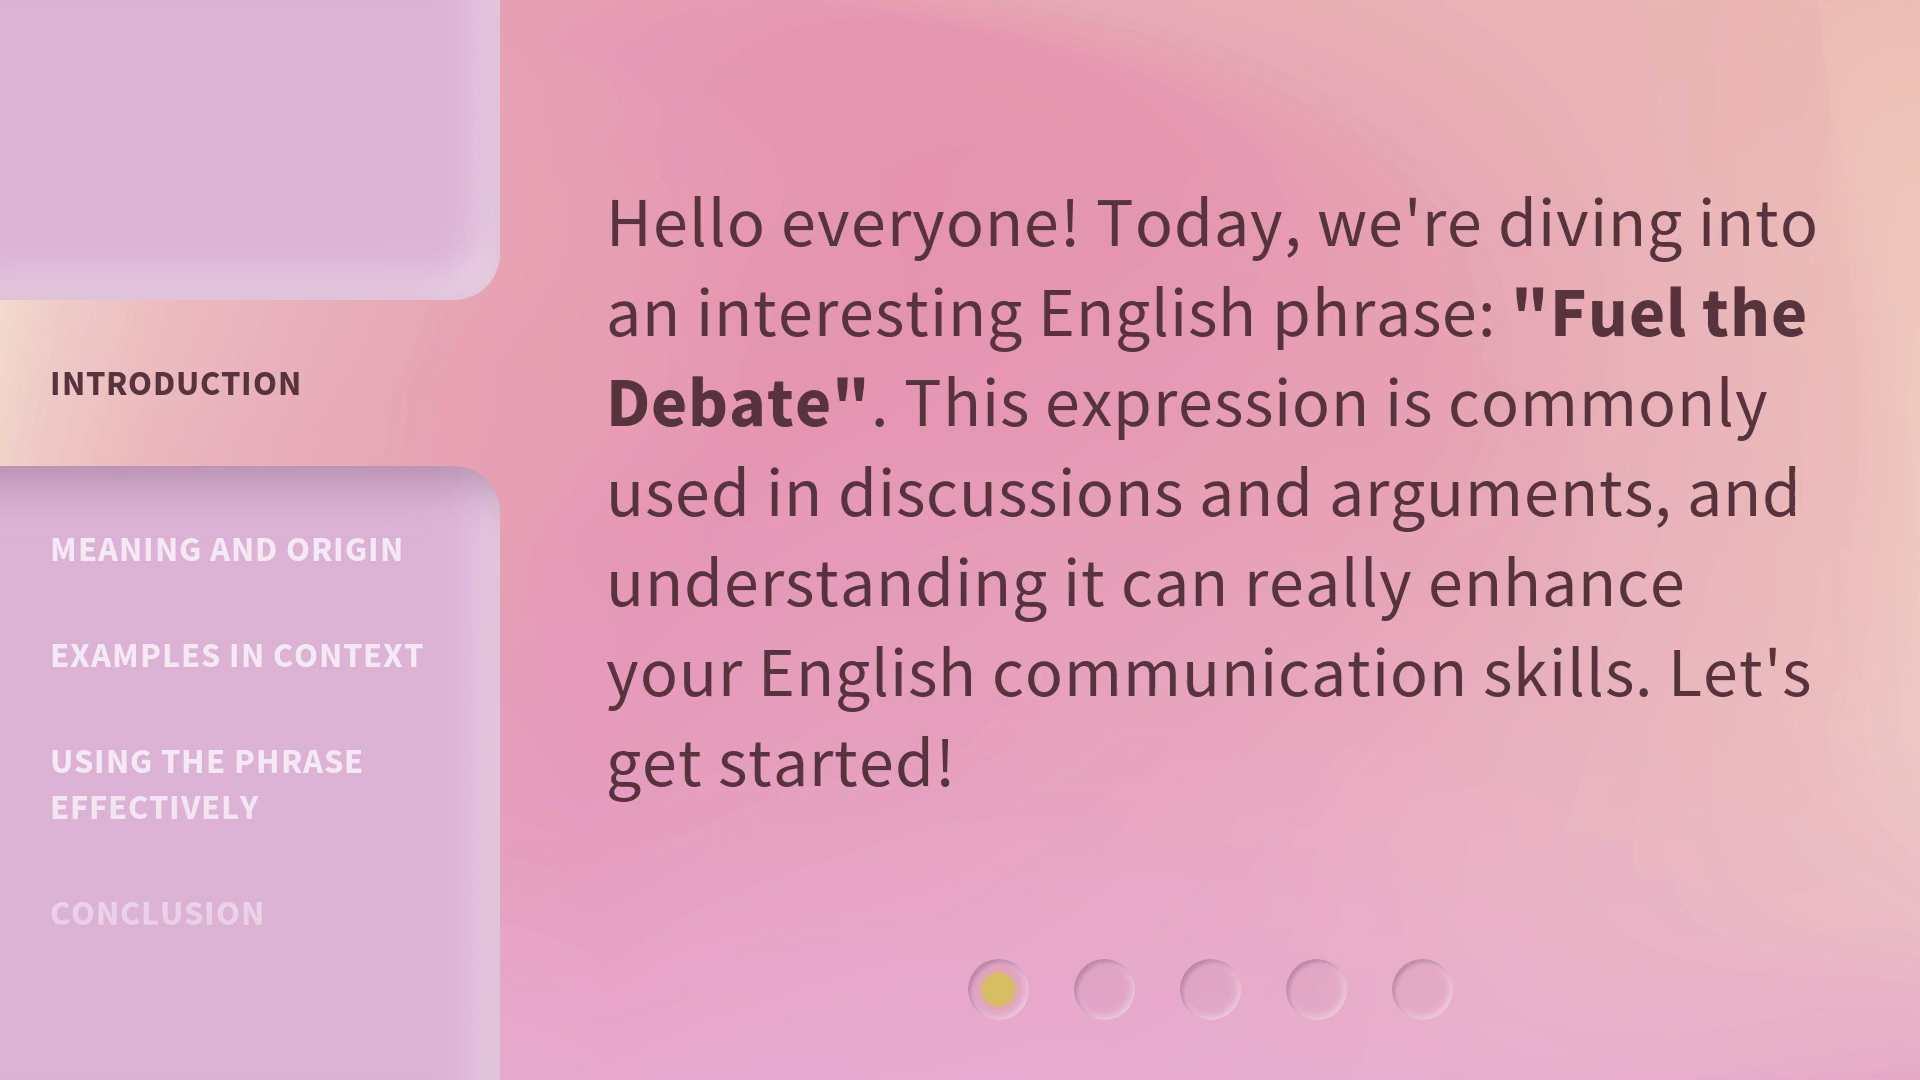 INTRODUCTION
MEANING AND ORIGIN
EXAMPLES IN CONTEXT
USING THE PHRASE
EFFECTIVELY
CONCLUSION
Hello everyone! Today, we're diving into
an interesting English phrase: "Fuel the
Debate". This expression is commonly
used in discussions and arguments, and
understanding it can really enhance
your English communication skills. Let's
get started!